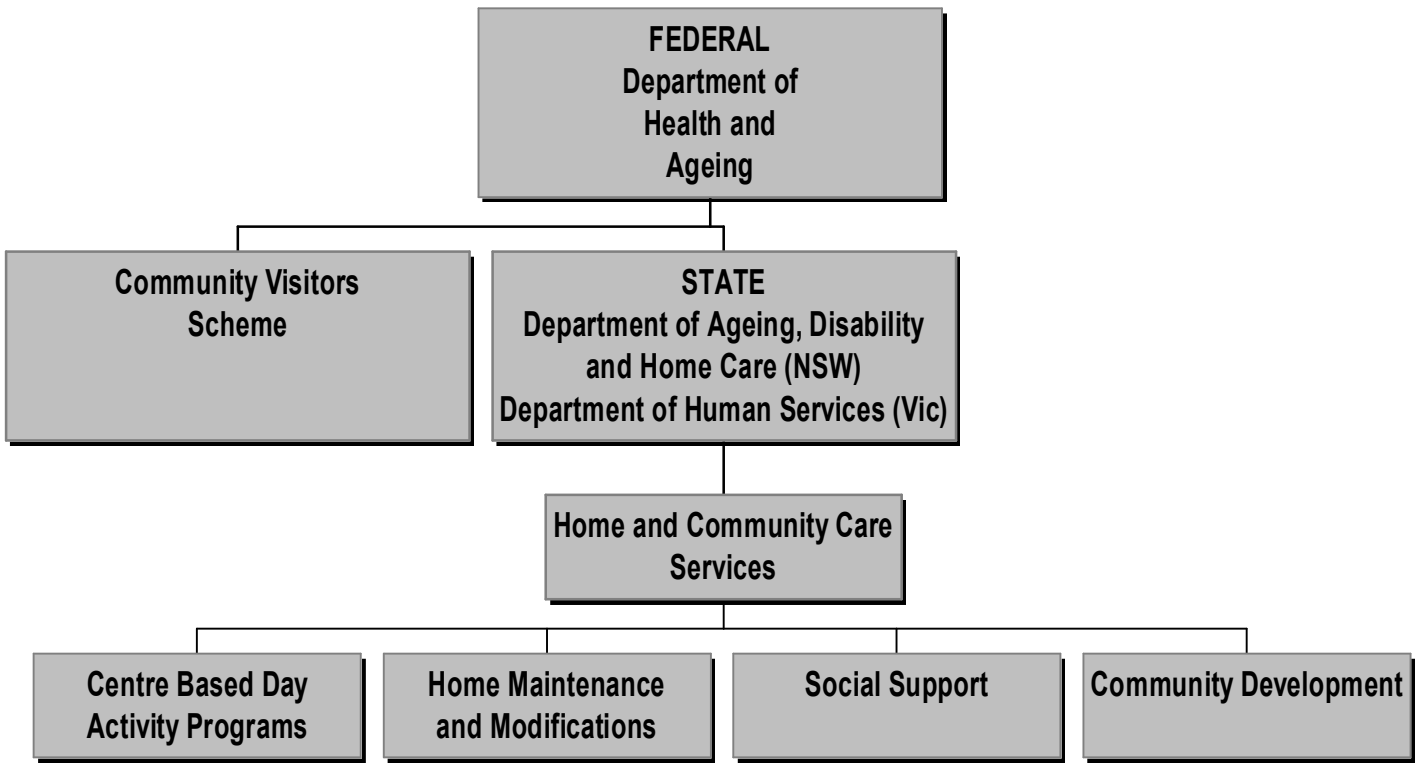 FEDERAL
Department of
Health and
Ageing
Community Visitors
Scheme
STATE
Department of Ageing, Disability
and Home Care (NSW)
Department of Human Services (Vic)
Home and Community Care
Services
Centre Based Day
Activity Programs
Home Maintenance
and Modifications
Social Support
Community Development